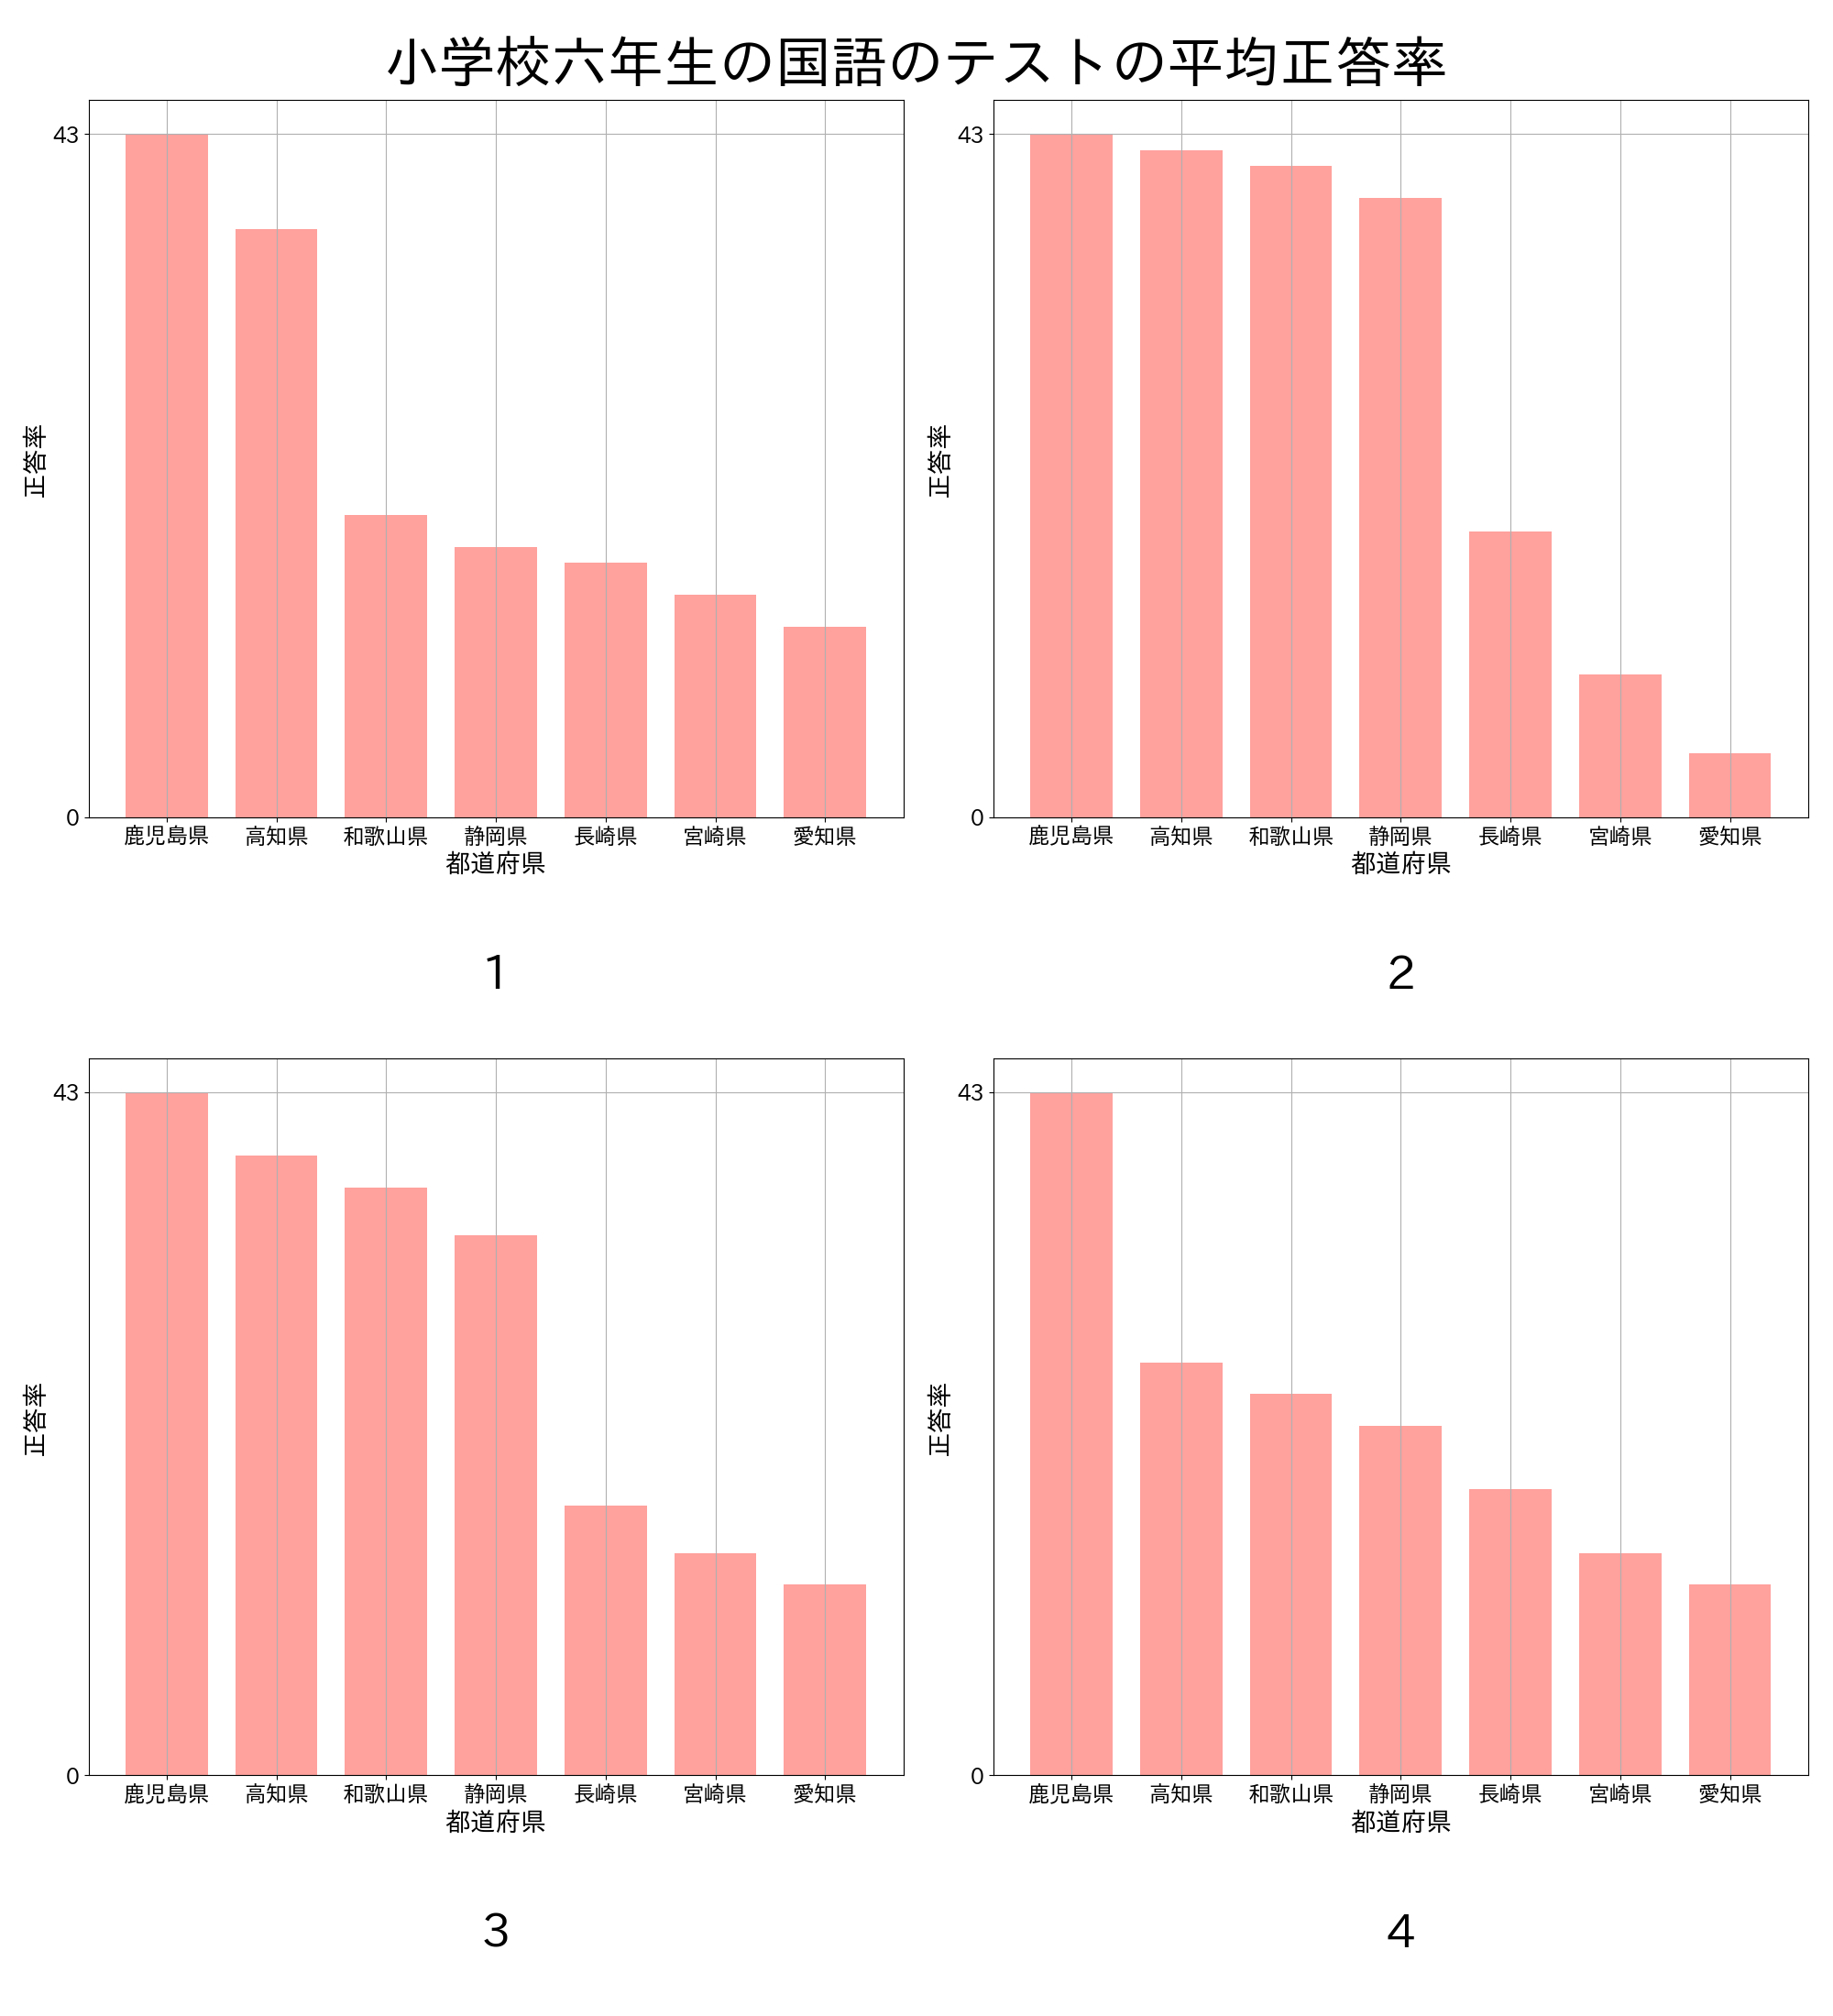 小学校六年生の国語のテストの平均正答率
43
正答率
0
鹿児島県 高知県 和歌山県 静岡県 長崎県 宮崎県 愛知県
都道府県
1
43
正答率
0
鹿児島県 高知県 和歌山県 静岡県 長崎県 宮崎県 愛知県
都道府県
2
43
正答率
0
鹿児島県 高知県 和歌山県 静岡県 長崎県 宮崎県 愛知県
都道府県
3
43
正答率
0
鹿児島県 高知県 和歌山県 静岡県 長崎県 宮崎県 愛知県
都道府県
4